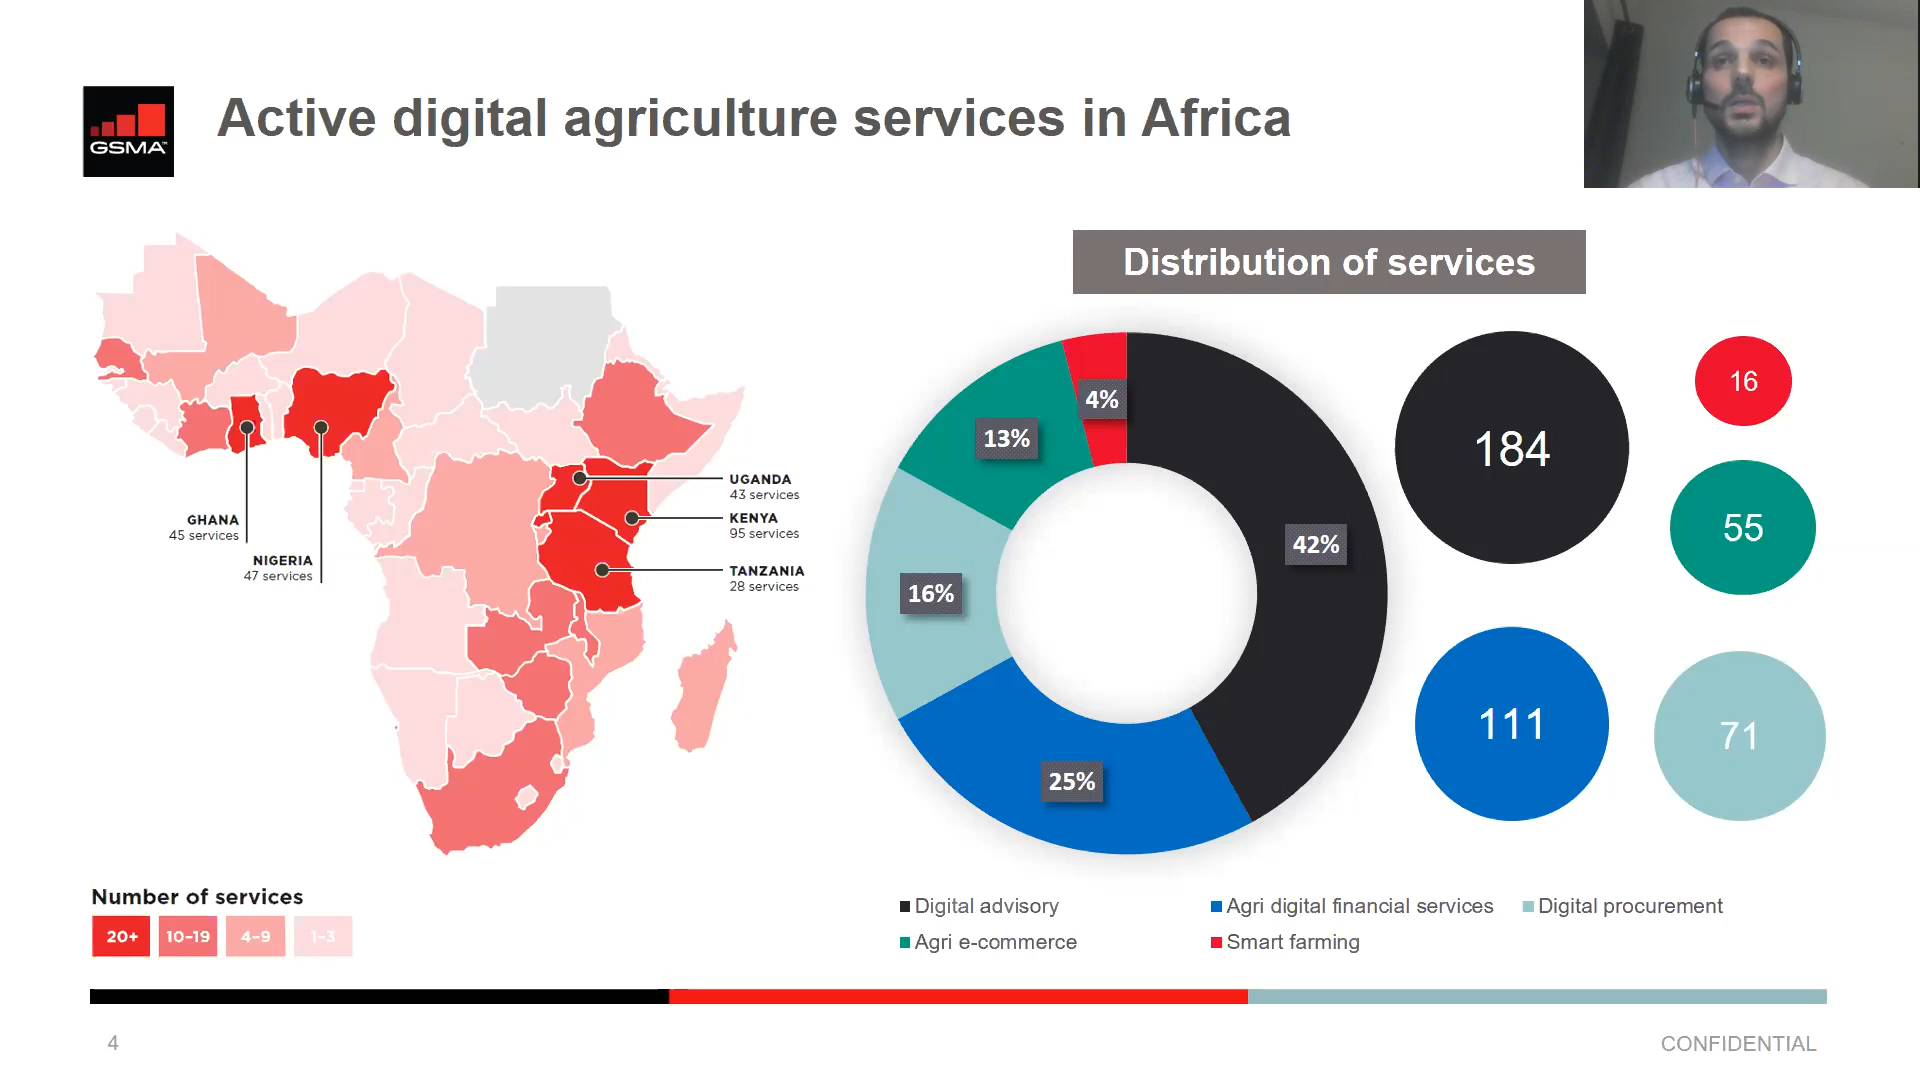 GSMA™
Active digital agriculture services in Africa
Distribution of services
UGANDA
43 services
KENYA
95 services
TANZANIA
28 services
GHANA
45 services
NIGERIA
47 services
Number of services
20+
10–19
4–9
1–3
4%
13%
42%
16%
25%
184
16
55
111
71
Digital advisory
Agri digital financial services
Digital procurement
Agri e-commerce
Smart farming
4
CONFIDENTIAL